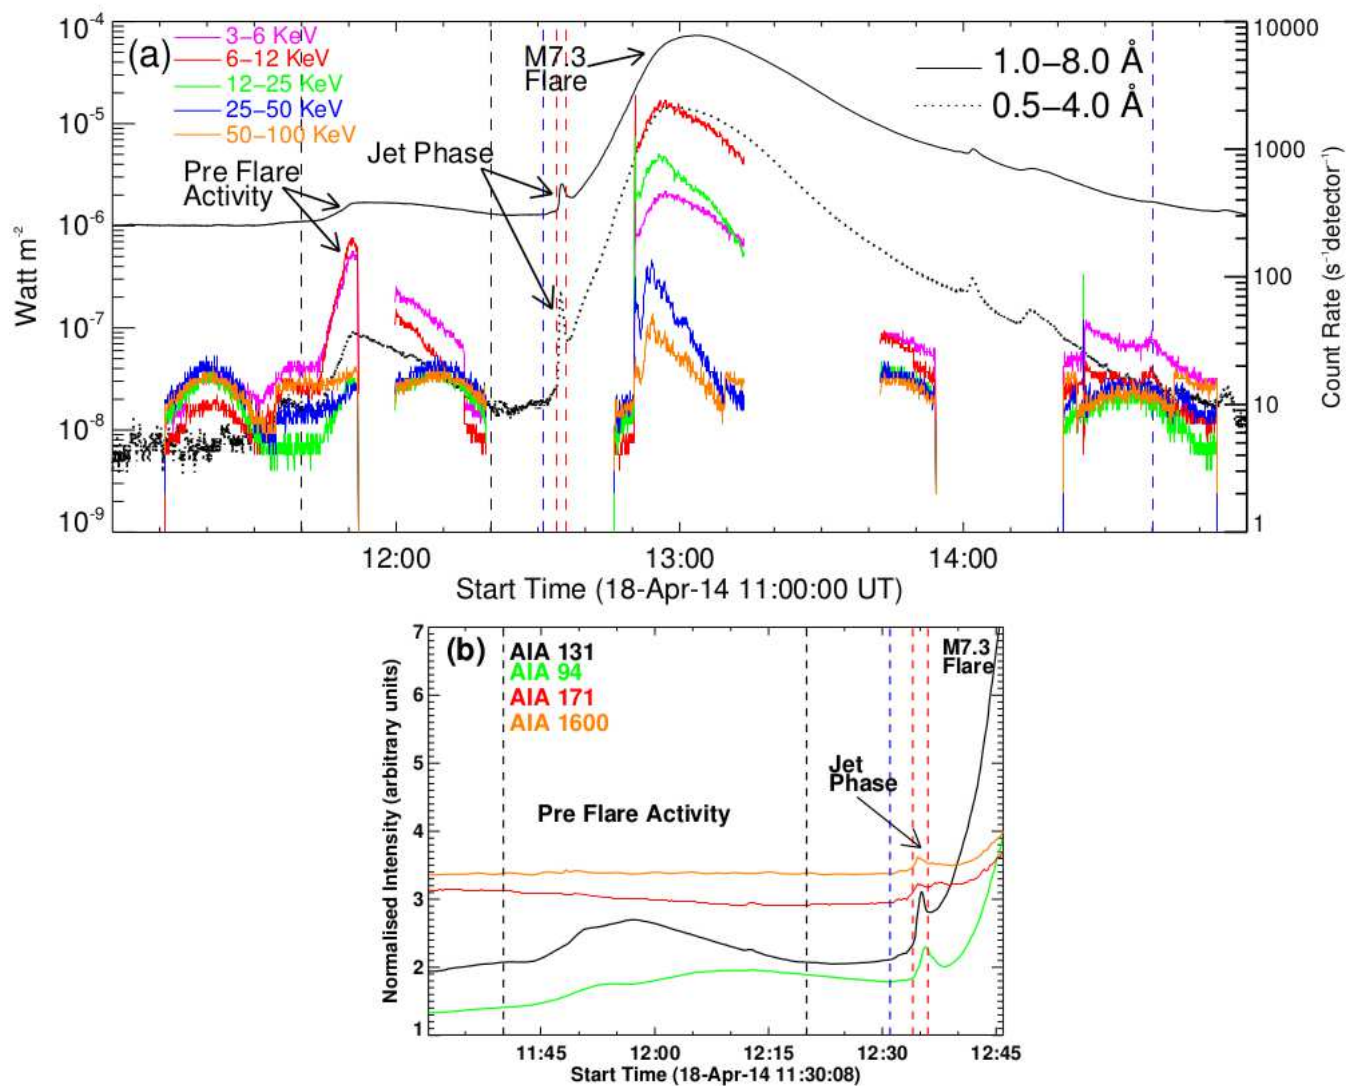 (a)
3–6 KeV
6–12 KeV
12–25 KeV
25–50 KeV
50–100 KeV
M7.3
Flare
1.0–8.0 Å
0.5–4.0 Å
Jet Phase
Pre Flare
Activity
10⁻⁴
10⁻⁵
10⁻⁶
10⁻⁷
10⁻⁸
10⁻⁹
Watt m⁻²
10000
1000
100
10
1
Count Rate (s⁻¹detector⁻¹)
12:00
13:00
14:00
Start Time (18-Apr-14 11:00:00 UT)
(b)
AIA 131
AIA 94
AIA 171
AIA 1600
M7.3
Flare
Jet
Phase
Pre Flare Activity
7
6
5
4
3
2
1
Normalised Intensity (arbitrary units)
11:45
12:00
12:15
12:30
12:45
Start Time (18-Apr-14 11:30:08)